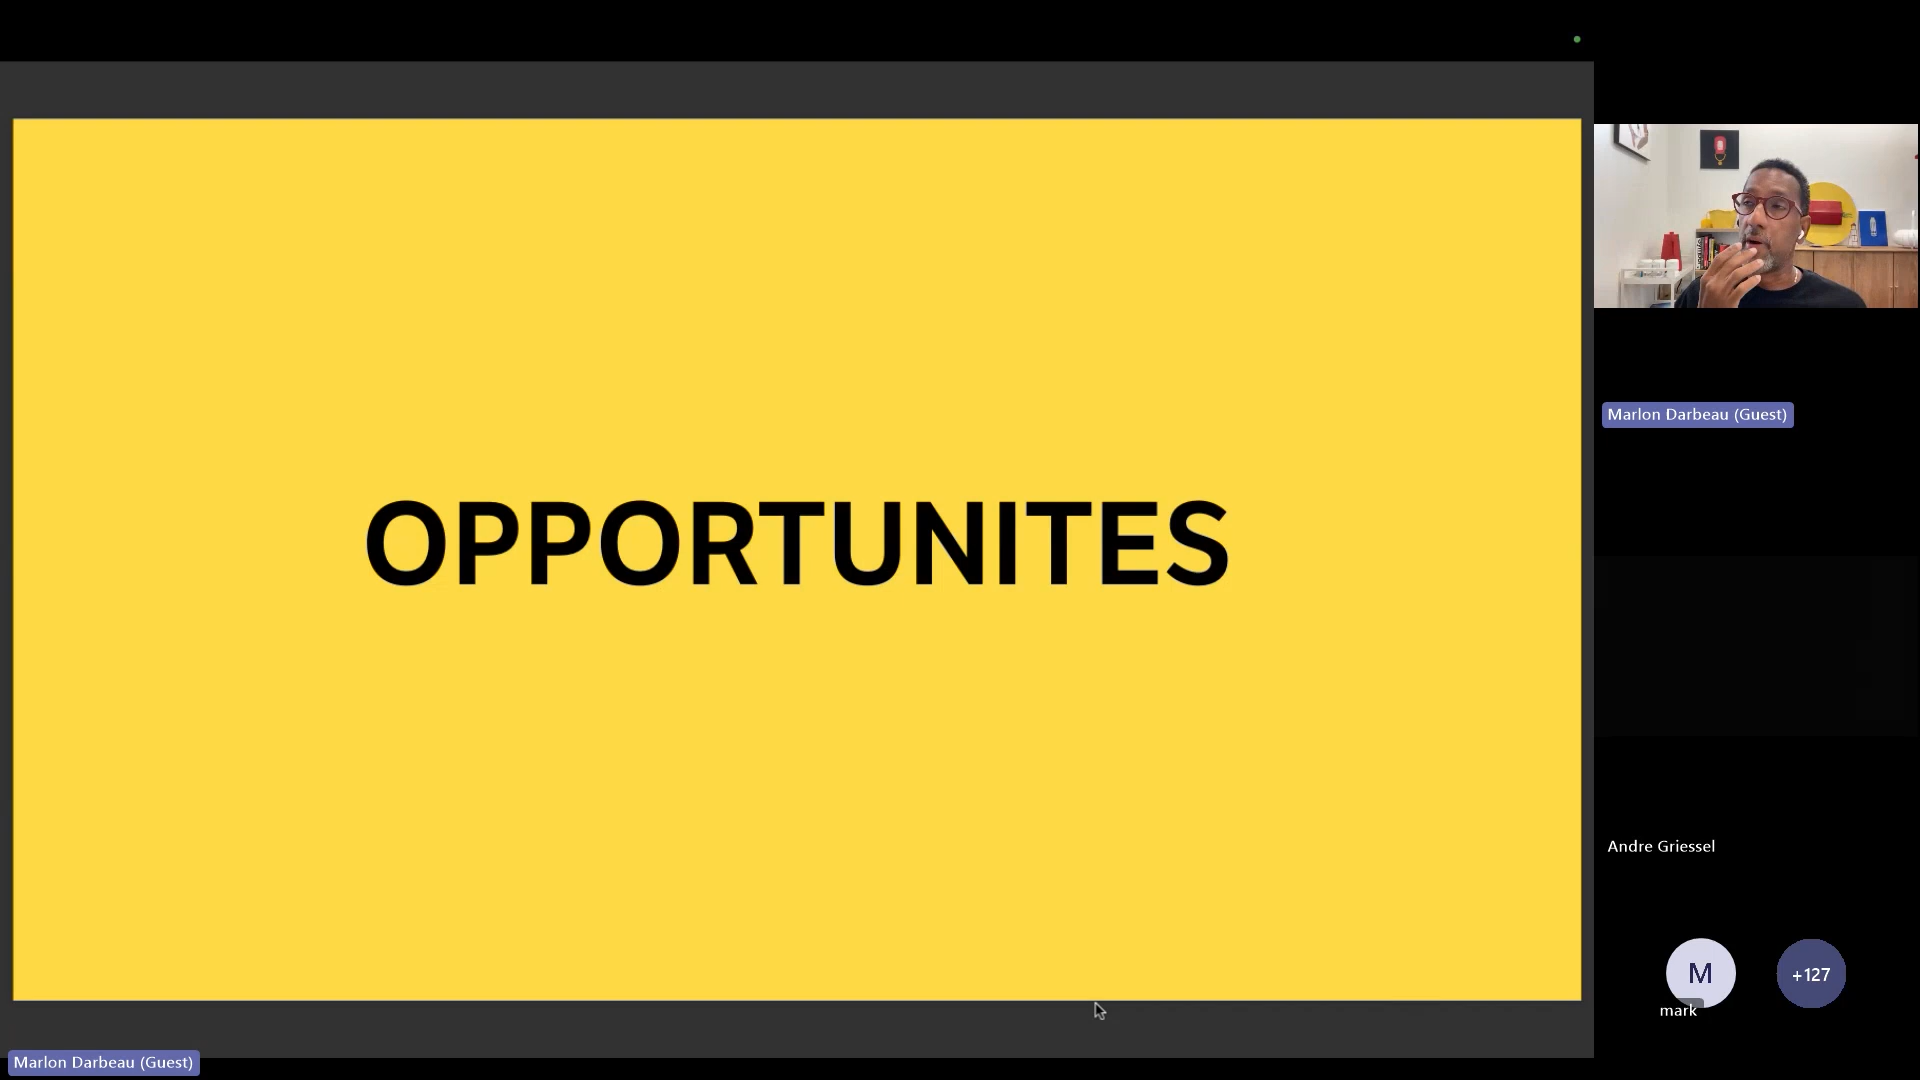 OPPORTUNITES
Marlon Darbeau (Guest)
Andre Griessel
M
mark
+127
Marlon Darbeau (Guest)